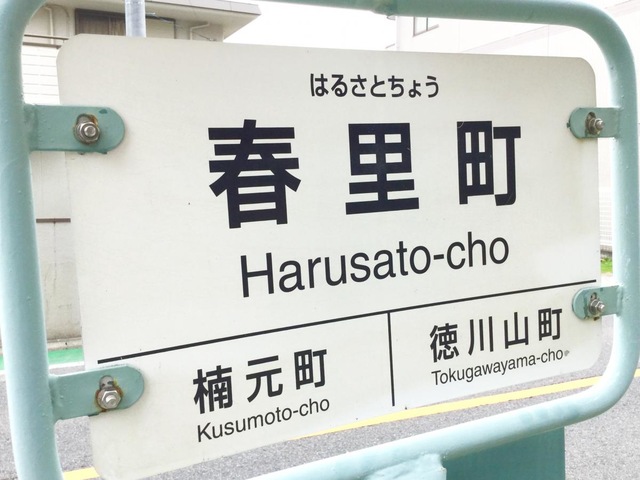 はるさとちょう
春里町
Harusato-cho
楠元町
Kusumoto-cho
徳川山町
Tokugawayama-cho